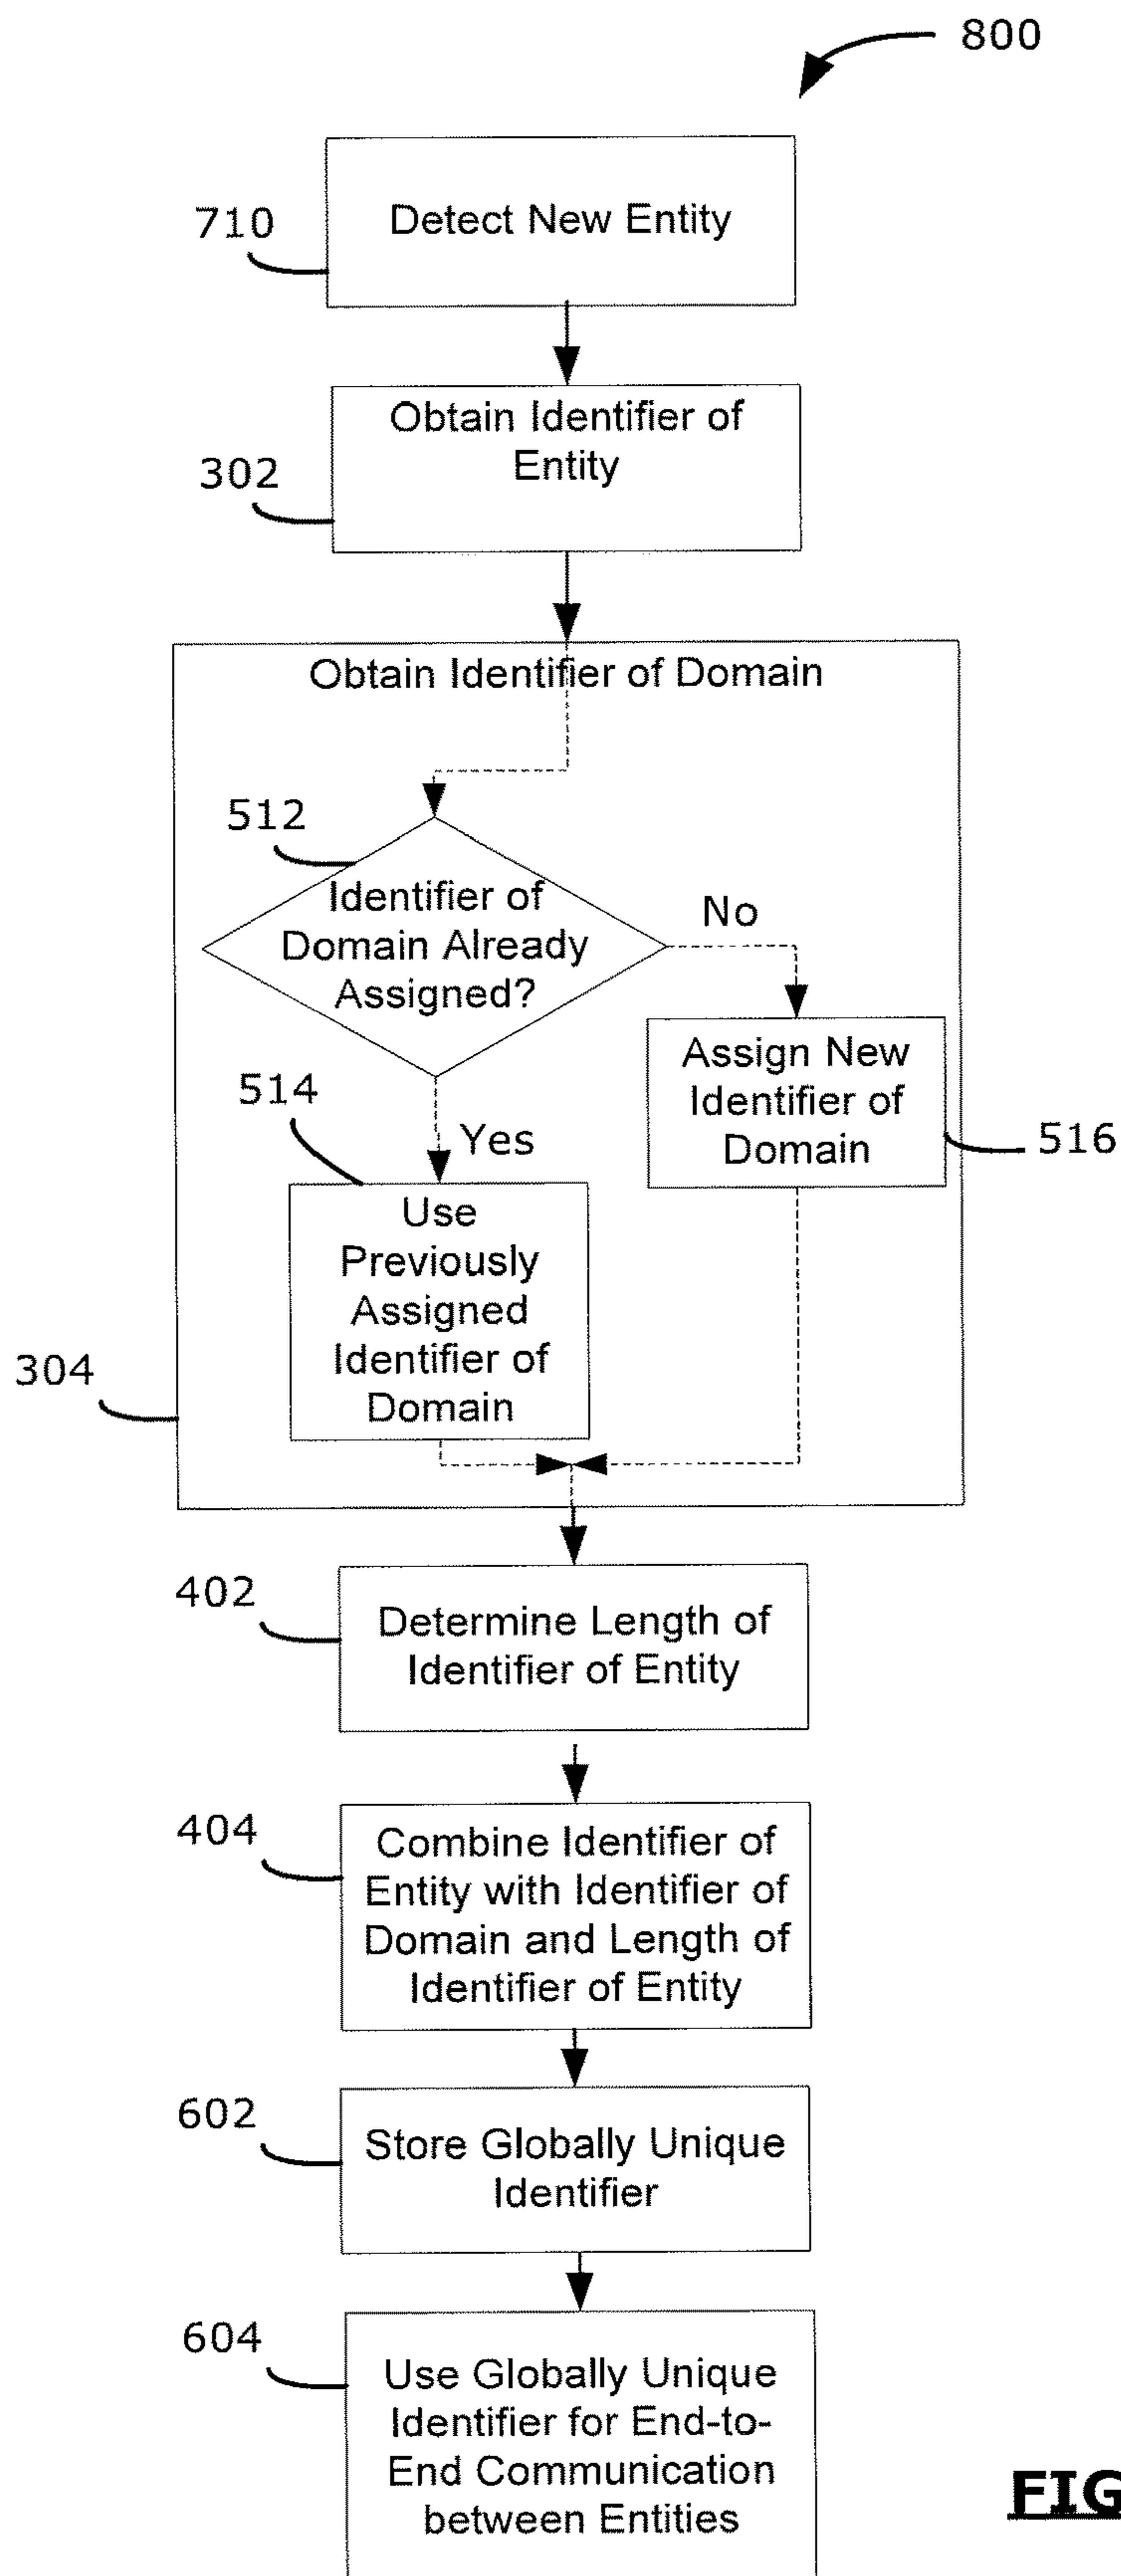 800
710
Detect New Entity
302
Obtain Identifier of
Entity
Obtain Identifier of Domain
512
Identifier of
Domain Already
Assigned?
No
Assign New
Identifier of
Domain
516
514
Yes
Use
Previously
Assigned
Identifier of
Domain
304
402
Determine Length of
Identifier of Entity
404
Combine Identifier of
Entity with Identifier of
Domain and Length of
Identifier of Entity
602
Store Globally Unique
Identifier
604
Use Globally Unique
Identifier for End-to-
End Communication
between Entities
FIG